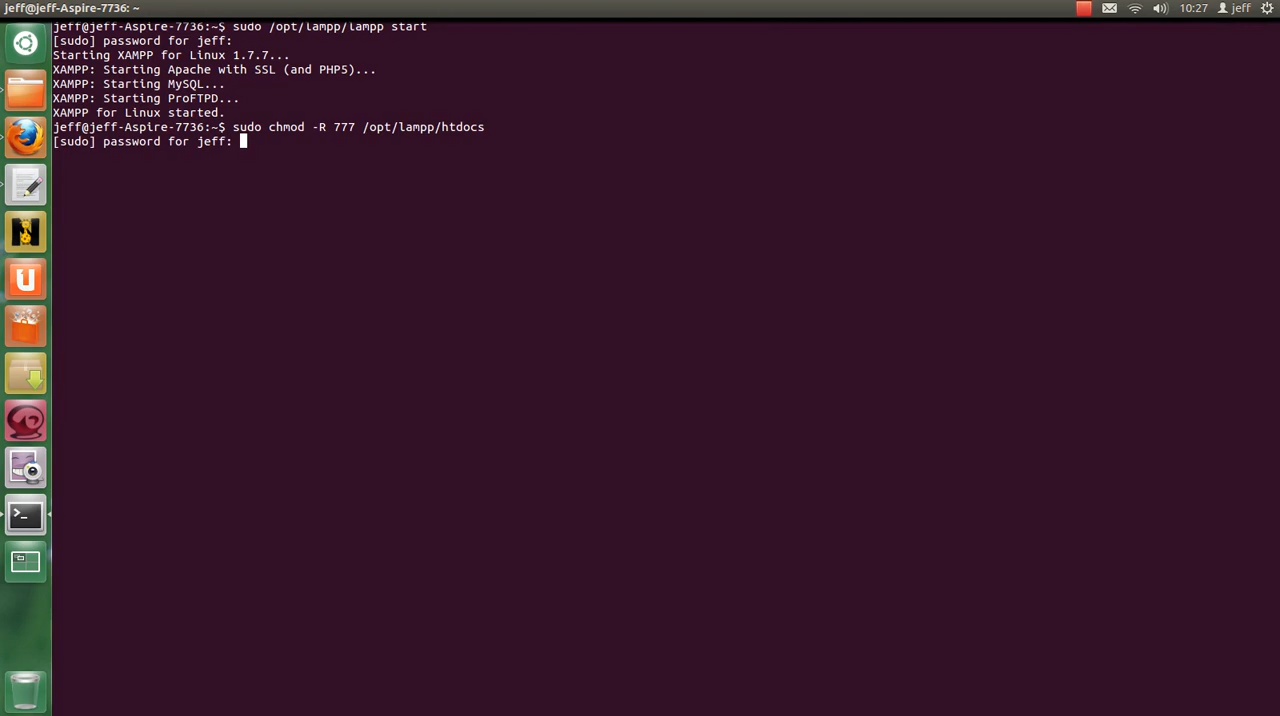 jeff@jeff-Aspire-7736: ~
10:27
jeff
jeff@jeff-Aspire-7736:~$ sudo /opt/lampp/lampp start
[sudo] password for jeff:
Starting XAMPP for Linux 1.7.7...
XAMPP: Starting Apache with SSL (and PHP5)...
XAMPP: Starting MySQL...
XAMPP: Starting ProFTPD...
XAMPP for Linux started.
jeff@jeff-Aspire-7736:~$ sudo chmod -R 777 /opt/lampp/htdocs
[sudo] password for jeff: